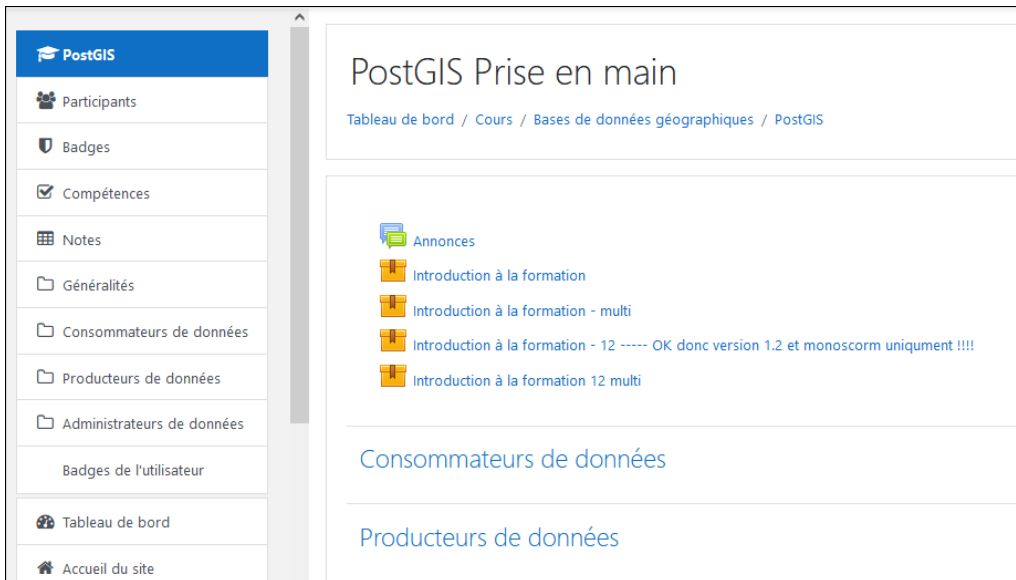 PostGIS
Participants
Badges
Compétences
Notes
Généralités
Consommateurs de données
Producteurs de données
Administrateurs de données
Badges de l'utilisateur
Tableau de bord
Accueil du site
PostGIS Prise en main
Tableau de bord / Cours / Bases de données géographiques / PostGIS
Annonces
Introduction à la formation
Introduction à la formation - multi
Introduction à la formation - 12 ----- OK donc version 1.2 et monoscorm uniqument !!!!
Introduction à la formation 12 multi
Consommateurs de données
Producteurs de données